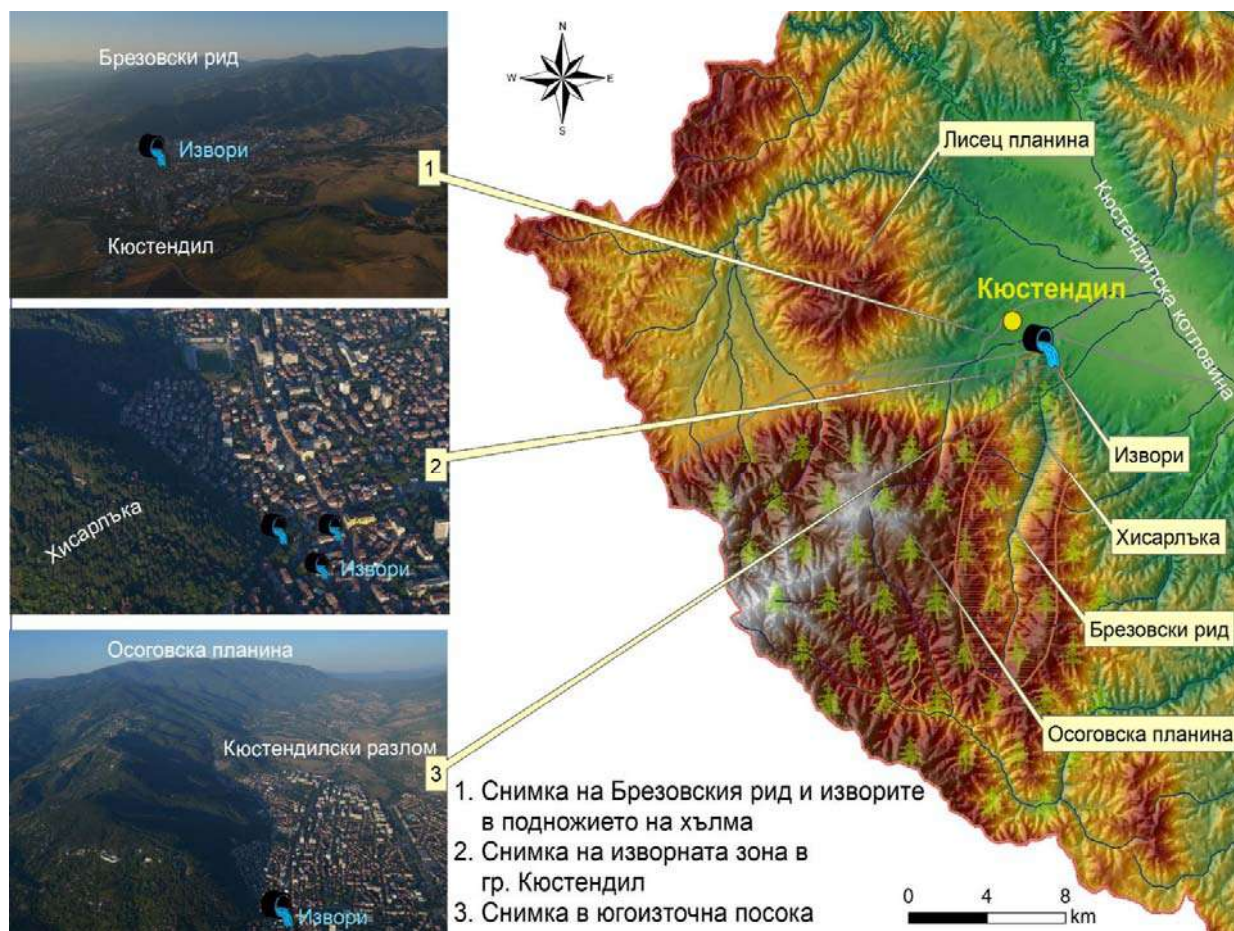 Брезовски рид
Извори
Кюстендил
1
Хисарлъка
Извори
2
Осоговска планина
Кюстендилски разлом
Извори
3
N
W
E
S
Лисец планина
Кюстендил
Кюстендилска котловина
Извори
Хисарлъка
Брезовски рид
Осоговска планина
1. Снимка на Брезовския рид и изворите
в подножието на хълма
2. Снимка на изворната зона в
гр. Кюстендил
3. Снимка в югоизточна посока
0 4 8
km